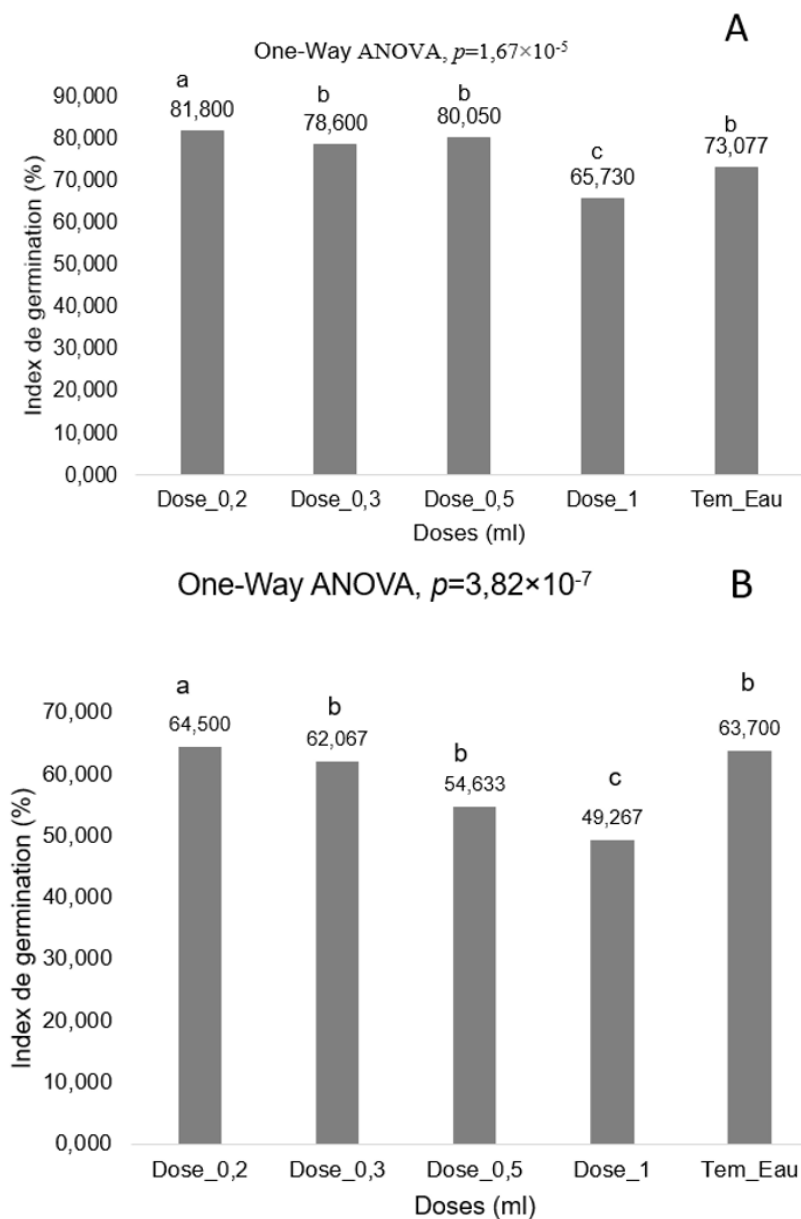 A
One-Way ANOVA, p=1,67×10⁻⁵
Index de germination (%)
90,000
80,000
70,000
60,000
50,000
40,000
30,000
20,000
10,000
0,000
a b b c b
81,800 78,600 80,050 65,730 73,077
Dose_0,2 Dose_0,3 Dose_0,5 Dose_1 Tem_Eau
Doses (ml)
One-Way ANOVA, p=3,82×10⁻⁷ B
Index de germination (%)
70,000
60,000
50,000
40,000
30,000
20,000
10,000
0,000
a b b c b
64,500 62,067 54,633 49,267 63,700
Dose_0,2 Dose_0,3 Dose_0,5 Dose_1 Tem_Eau
Doses (ml)